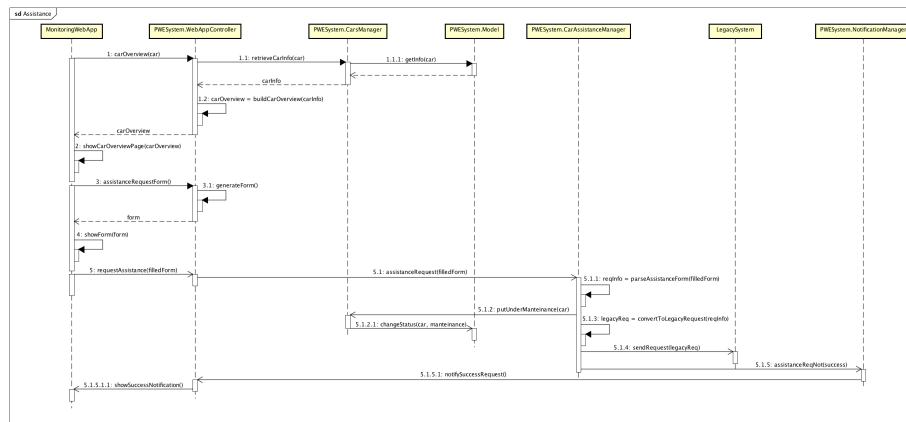 sd Assistance
MonitoringWebApp
PWESystem.WebAppController
PWESystem.CarsManager
PWESystem.Model
PWESystem.CarAssistanceManager
LegacySystem
PWESystem.NotificationManager
1: carOverview(car)
1.1: retrieveCarInfo(car)
1.1.1: getInfo(car)
carInfo
1.2: carOverview = buildCarOverview(carInfo)
carOverview
2: showCarOverviewPage(carOverview)
3: assistanceRequestForm()
3.1: generateForm()
form
4: showForm(form)
5: requestAssistance(filledForm)
5.1: assistanceRequest(filledForm)
5.1.1: reqInfo = parseAssistanceForm(filledForm)
5.1.2: putUnderManteinance(car)
5.1.3: legacyReq = convertToLegacyRequest(reqInfo)
5.1.2.1: changeStatus(car, manteinance)
5.1.4: sendRequest(legacyReq)
5.1.5: assistanceReqNot(success)
5.1.5.1: notifySuccessRequest()
5.1.5.1.1: showSuccessNotification()